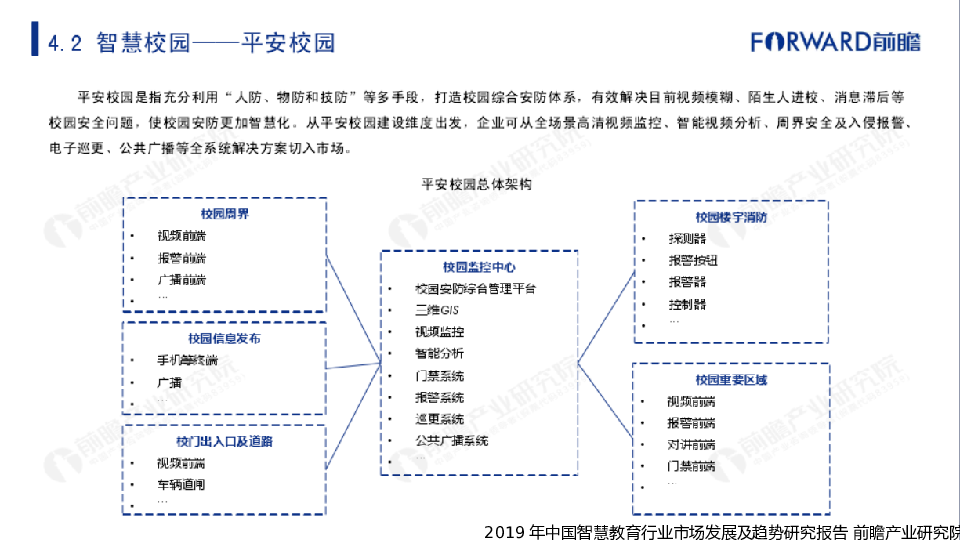 4.2 智慧校园——平安校园
FORWARD前瞻
平安校园是指充分利用“人防、物防和技防”等多手段，打造校园综合安防体系，有效解决目前视频模糊、陌生人进校、消息滞后等
校园安全问题，使校园安防更加智慧化。从平安校园建设维度出发，企业可从全场景高清视频监控、智能视频分析、周界安全及入侵报警、
电子巡更、公共广播等全系统解决方案切入市场。
平安校园总体架构
校园周界
• 视频前端
• 报警前端
• 广播前端
• …
校园信息发布
• 手机等终端
• 广播
• …
校门出入口及道路
• 视频前端
• 车辆道闸
• …
校园监控中心
• 校园安防综合管理平台
• 三维GIS
• 视频监控
• 智能分析
• 门禁系统
• 报警系统
• 巡更系统
• 公共广播系统
• …
校园楼宇消防
• 探测器
• 报警按钮
• 报警器
• 控制器
• …
校园重要区域
• 视频前端
• 报警前端
• 对讲前端
• 门禁前端
• …
2019 年中国智慧教育行业市场发展及趋势研究报告 前瞻产业研究院